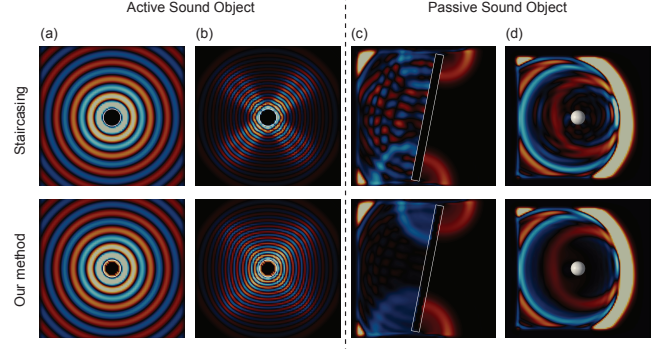 Active Sound Object
Passive Sound Object
(a)
(b)
(c)
(d)
Staircasing
Our method